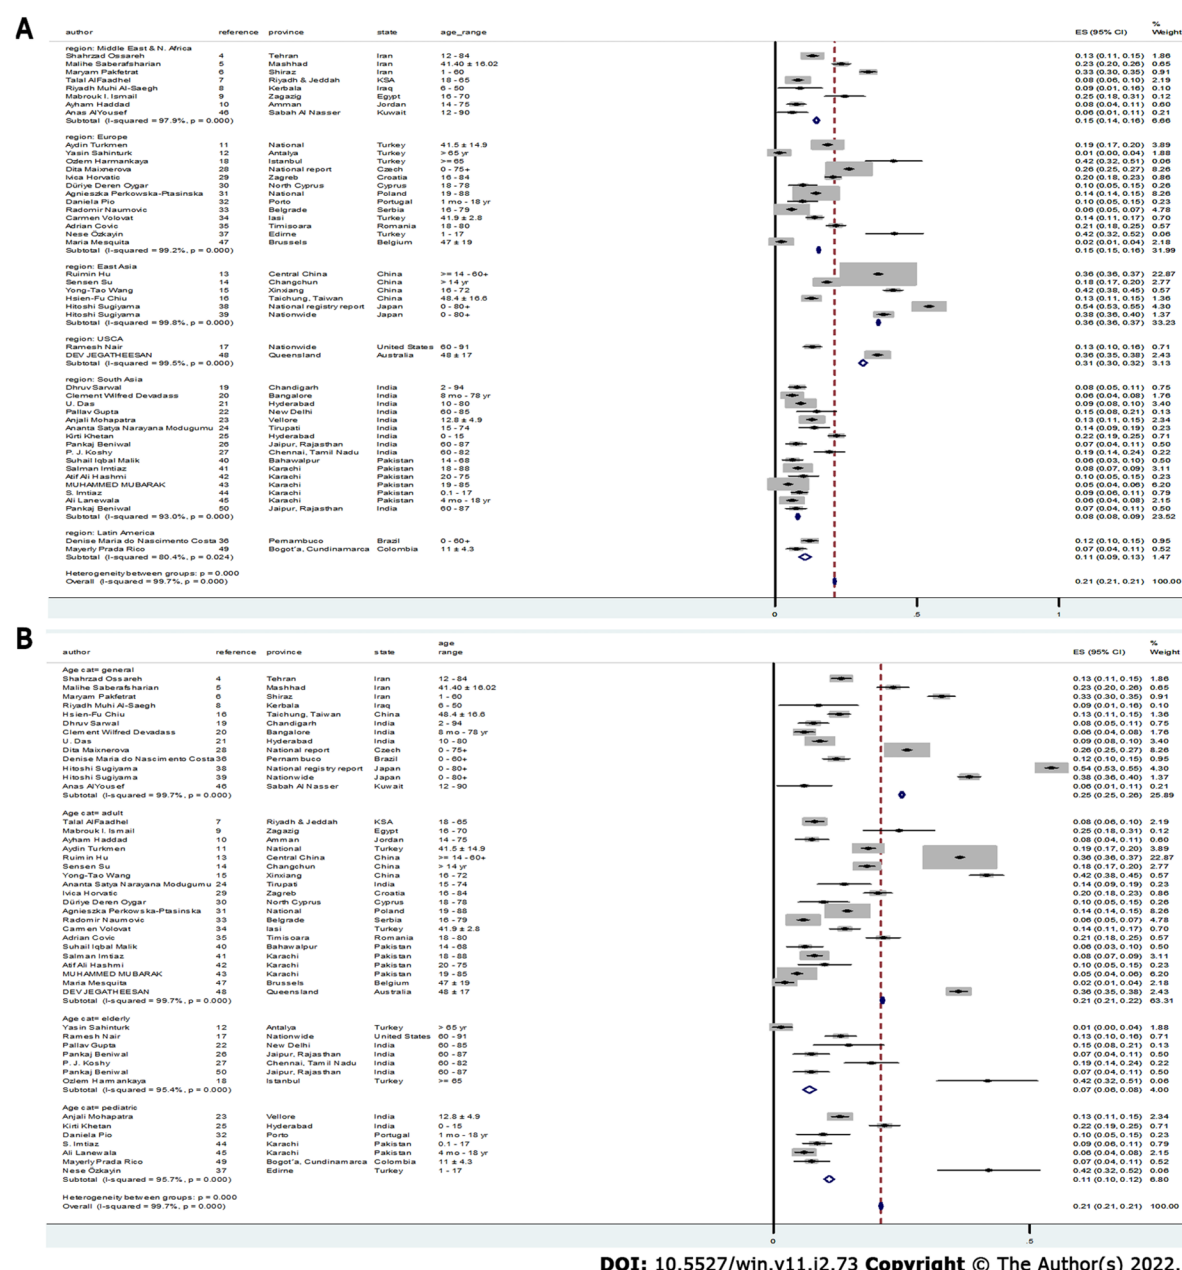 A
author reference province state age_range ES (95% CI) % Weight
region: Middle East & N. Africa
Shahrzad Ossareh 4 Tehran Iran 12 - 84 0.13 (0.11, 0.15) 1.86
Malihe Saberafsharian 5 Mashhad Iran 41.40 ± 16.02 0.23 (0.20, 0.26) 0.65
Maryam Pakfetrat 6 Shiraz Iran 1 - 60 0.33 (0.30, 0.35) 0.91
Talal AlFaadhel 7 Riyadh & Jeddah KSA 18 - 65 0.08 (0.06, 0.10) 2.19
Riyadh Muhi Al-Saegh 8 Kerbala Iraq 6 - 50 0.09 (0.01, 0.16) 0.10
Mabrouk I. Ismail 9 Zagazig Egypt 16 - 70 0.25 (0.18, 0.31) 0.12
Ayham Haddad 10 Amman Jordan 14 - 75 0.08 (0.04, 0.11) 0.60
Anas AlYousef 46 Sabah Al Nasser Kuwait 12 - 90 0.06 (0.01, 0.11) 0.21
Subtotal (I-squared = 97.9%, p = 0.000) 0.15 (0.14, 0.16) 6.66
region: Europe
Aydin Turkmen 11 National Turkey 41.5 ± 14.9 0.19 (0.17, 0.20) 3.89
Yasin Sahinturk 12 Antalya Turkey > 65 yr 0.01 (0.00, 0.04) 1.88
Ozlem Harmankaya 18 Istanbul Turkey >= 65 0.42 (0.32, 0.51) 0.06
Dita Maixnerova 28 National report Czech 0 - 75+ 0.26 (0.25, 0.27) 8.26
Ivica Horvatic 29 Zagreb Croatia 16 - 84 0.20 (0.18, 0.23) 0.86
Düriye Deren Oygar 30 North Cyprus Cyprus 18 - 78 0.10 (0.05, 0.15) 0.26
Agnieszka Perkowska-Ptasinska 31 National Poland 19 - 88 0.14 (0.14, 0.15) 8.26
Daniela Pio 32 Porto Portugal 1 mo - 18 yr 0.10 (0.05, 0.15) 0.23
Radomir Naumovic 33 Belgrade Serbia 16 - 79 0.06 (0.05, 0.07) 4.78
Carmen Volovat 34 Iasi Turkey 41.9 ± 2.8 0.14 (0.11, 0.17) 0.70
Adrian Covic 35 Timisoara Romania 18 - 80 0.21 (0.18, 0.25) 0.57
Nese Özkayin 37 Edirne Turkey 1 - 17 0.42 (0.32, 0.52) 0.06
Maria Mesquita 47 Brussels Belgium 47 ± 19 0.02 (0.01, 0.04) 2.18
Subtotal (I-squared = 99.2%, p = 0.000) 0.15 (0.15, 0.16) 31.99
region: East Asia
Ruimin Hu 13 Central China China >= 14 - 60+ 0.36 (0.36, 0.37) 22.87
Sensen Su 14 Changchun China > 14 yr 0.18 (0.17, 0.20) 2.77
Yong-Tao Wang 15 Xinxiang China 16 - 72 0.42 (0.38, 0.45) 0.57
Hsien-Fu Chiu 16 Taichung, Taiwan China 48.4 ± 16.6 0.13 (0.11, 0.15) 1.36
Hitoshi Sugiyama 38 National registry report Japan 0 - 80+ 0.54 (0.53, 0.55) 4.30
Hitoshi Sugiyama 39 Nationwide Japan 0 - 80+ 0.38 (0.36, 0.40) 1.37
Subtotal (I-squared = 99.8%, p = 0.000) 0.36 (0.36, 0.37) 33.23
region: USCA
Ramesh Nair 17 Nationwide United States 60 - 91 0.13 (0.10, 0.16) 0.71
DEV JEGATHEESAN 48 Queensland Australia 48 ± 17 0.36 (0.35, 0.38) 2.43
Subtotal (I-squared = 99.5%, p = 0.000) 0.31 (0.30, 0.32) 3.13
region: South Asia
Dhruv Sarwal 19 Chandigarh India 2 - 94 0.08 (0.05, 0.11) 0.75
Clement Wilfred Devadass 20 Bangalore India 8 mo - 78 yr 0.06 (0.04, 0.08) 1.76
U. Das 21 Hyderabad India 10 - 80 0.09 (0.08, 0.10) 3.40
Pallav Gupta 22 New Delhi India 60 - 85 0.15 (0.08, 0.21) 0.13
Anjali Mohapatra 23 Vellore India 12.8 ± 4.9 0.13 (0.11, 0.15) 2.34
Ananta Satya Narayana Modugumu 24 Tirupati India 15 - 74 0.14 (0.09, 0.19) 0.23
Kirti Khetan 25 Hyderabad India 0 - 15 0.22 (0.19, 0.25) 0.71
Pankaj Beniwal 26 Jaipur, Rajasthan India 60 - 87 0.07 (0.04, 0.11) 0.50
P. J. Koshy 27 Chennai, Tamil Nadu India 60 - 82 0.19 (0.14, 0.24) 0.22
Suhail Iqbal Malik 40 Bahawalpur Pakistan 14 - 68 0.06 (0.03, 0.10) 0.50
Salman Imtiaz 41 Karachi Pakistan 18 - 88 0.08 (0.07, 0.09) 3.11
Atif Ali Hashmi 42 Karachi Pakistan 20 - 75 0.10 (0.05, 0.15) 0.23
MUHAMMED MUBARAK 43 Karachi Pakistan 19 - 85 0.05 (0.04, 0.06) 6.20
S. Imtiaz 44 Karachi Pakistan 0.1 - 17 0.09 (0.06, 0.11) 0.79
Ali Lanewala 45 Karachi Pakistan 4 mo - 18 yr 0.06 (0.04, 0.08) 2.15
Pankaj Beniwal 50 Jaipur, Rajasthan India 60 - 87 0.07 (0.04, 0.11) 0.50
Subtotal (I-squared = 93.0%, p = 0.000) 0.08 (0.08, 0.09) 23.52
region: Latin America
Denise Maria do Nascimento Costa 36 Pernambuco Brazil 0 - 60+ 0.12 (0.10, 0.15) 0.95
Mayerly Prada Rico 49 Bogot'a, Cundinamarca Colombia 11 ± 4.3 0.07 (0.04, 0.11) 0.52
Subtotal (I-squared = 80.4%, p = 0.024) 0.11 (0.09, 0.13) 1.47
Heterogeneity between groups: p = 0.000
Overall (I-squared = 99.7%, p = 0.000) 0.21 (0.21, 0.21) 100.00
0 .5 1
B
author reference province state age range ES (95% CI) % Weight
Age cat= general
Shahrzad Ossareh 4 Tehran Iran 12 - 84 0.13 (0.11, 0.15) 1.86
Malihe Saberafsharian 5 Mashhad Iran 41.40 ± 16.02 0.23 (0.20, 0.26) 0.65
Maryam Pakfetrat 6 Shiraz Iran 1 - 60 0.33 (0.30, 0.35) 0.91
Riyadh Muhi Al-Saegh 8 Kerbala Iraq 6 - 50 0.09 (0.01, 0.16) 0.10
Hsien-Fu Chiu 16 Taichung, Taiwan China 48.4 ± 16.6 0.13 (0.11, 0.15) 1.36
Dhruv Sarwal 19 Chandigarh India 2 - 94 0.08 (0.05, 0.11) 0.75
Clement Wilfred Devadass 20 Bangalore India 8 mo - 78 yr 0.06 (0.04, 0.08) 1.76
U. Das 21 Hyderabad India 10 - 80 0.09 (0.08, 0.10) 3.40
Dita Maixnerova 28 National report Czech 0 - 75+ 0.26 (0.25, 0.27) 8.26
Denise Maria do Nascimento Costa 36 Pernambuco Brazil 0 - 60+ 0.12 (0.10, 0.15) 0.95
Hitoshi Sugiyama 38 National registry report Japan 0 - 80+ 0.54 (0.53, 0.55) 4.30
Hitoshi Sugiyama 39 Nationwide Japan 0 - 80+ 0.38 (0.36, 0.40) 1.37
Anas AlYousef 46 Sabah Al Nasser Kuwait 12 - 90 0.06 (0.01, 0.11) 0.21
Subtotal (I-squared = 99.7%, p = 0.000) 0.25 (0.25, 0.26) 25.89
Age cat= adult
Talal AlFaadhel 7 Riyadh & Jeddah KSA 18 - 65 0.08 (0.06, 0.10) 2.19
Mabrouk I. Ismail 9 Zagazig Egypt 16 - 70 0.25 (0.18, 0.31) 0.12
Ayham Haddad 10 Amman Jordan 14 - 75 0.08 (0.04, 0.11) 0.60
Aydin Turkmen 11 National Turkey 41.5 ± 14.9 0.19 (0.17, 0.20) 3.89
Ruimin Hu 13 Central China China >= 14 - 60+ 0.36 (0.36, 0.37) 22.87
Sensen Su 14 Changchun China > 14 yr 0.18 (0.17, 0.20) 2.77
Yong-Tao Wang 15 Xinxiang China 16 - 72 0.42 (0.38, 0.45) 0.57
Ananta Satya Narayana Modugumu 24 Tirupati India 15 - 74 0.14 (0.09, 0.19) 0.23
Ivica Horvatic 29 Zagreb Croatia 16 - 84 0.20 (0.18, 0.23) 0.86
Düriye Deren Oygar 30 North Cyprus Cyprus 18 - 78 0.10 (0.05, 0.15) 0.26
Agnieszka Perkowska-Ptasinska 31 National Poland 19 - 88 0.14 (0.14, 0.15) 8.26
Radomir Naumovic 33 Belgrade Serbia 16 - 79 0.06 (0.05, 0.07) 4.78
Carmen Volovat 34 Iasi Turkey 41.9 ± 2.8 0.14 (0.11, 0.17) 0.70
Adrian Covic 35 Timisoara Romania 18 - 80 0.21 (0.18, 0.25) 0.57
Suhail Iqbal Malik 40 Bahawalpur Pakistan 14 - 68 0.06 (0.03, 0.10) 0.50
Salman Imtiaz 41 Karachi Pakistan 18 - 88 0.08 (0.07, 0.09) 3.11
Atif Ali Hashmi 42 Karachi Pakistan 20 - 75 0.10 (0.05, 0.15) 0.23
MUHAMMED MUBARAK 43 Karachi Pakistan 19 - 85 0.05 (0.04, 0.06) 6.20
Maria Mesquita 47 Brussels Belgium 47 ± 19 0.02 (0.01, 0.04) 2.18
DEV JEGATHEESAN 48 Queensland Australia 48 ± 17 0.36 (0.35, 0.38) 2.43
Subtotal (I-squared = 99.7%, p = 0.000) 0.21 (0.21, 0.22) 63.31
Age cat= elderly
Yasin Sahinturk 12 Antalya Turkey > 65 yr 0.01 (0.00, 0.04) 1.88
Ramesh Nair 17 Nationwide United States 60 - 91 0.13 (0.10, 0.16) 0.71
Pallav Gupta 22 New Delhi India 60 - 85 0.15 (0.08, 0.21) 0.13
Pankaj Beniwal 26 Jaipur, Rajasthan India 60 - 87 0.07 (0.04, 0.11) 0.50
P. J. Koshy 27 Chennai, Tamil Nadu India 60 - 82 0.19 (0.14, 0.24) 0.22
Pankaj Beniwal 50 Jaipur, Rajasthan India 60 - 87 0.07 (0.04, 0.11) 0.50
Ozlem Harmankaya 18 Istanbul Turkey >= 65 0.42 (0.32, 0.51) 0.06
Subtotal (I-squared = 95.4%, p = 0.000) 0.07 (0.06, 0.08) 4.00
Age cat= pediatric
Anjali Mohapatra 23 Vellore India 12.8 ± 4.9 0.13 (0.11, 0.15) 2.34
Kirti Khetan 25 Hyderabad India 0 - 15 0.22 (0.19, 0.25) 0.71
Daniela Pio 32 Porto Portugal 1 mo - 18 yr 0.10 (0.05, 0.15) 0.23
S. Imtiaz 44 Karachi Pakistan 0.1 - 17 0.09 (0.06, 0.11) 0.79
Ali Lanewala 45 Karachi Pakistan 4 mo - 18 yr 0.06 (0.04, 0.08) 2.15
Mayerly Prada Rico 49 Bogot'a, Cundinamarca Colombia 11 ± 4.3 0.07 (0.04, 0.11) 0.52
Nese Özkayin 37 Edirne Turkey 1 - 17 0.42 (0.32, 0.52) 0.06
Subtotal (I-squared = 95.7%, p = 0.000) 0.11 (0.10, 0.12) 6.80
Heterogeneity between groups: p = 0.000
Overall (I-squared = 99.7%, p = 0.000) 0.21 (0.21, 0.21) 100.00
0 .5
DOI: 10.5527/wjn.v11.i2.73 Copyright © The Author(s) 2022.